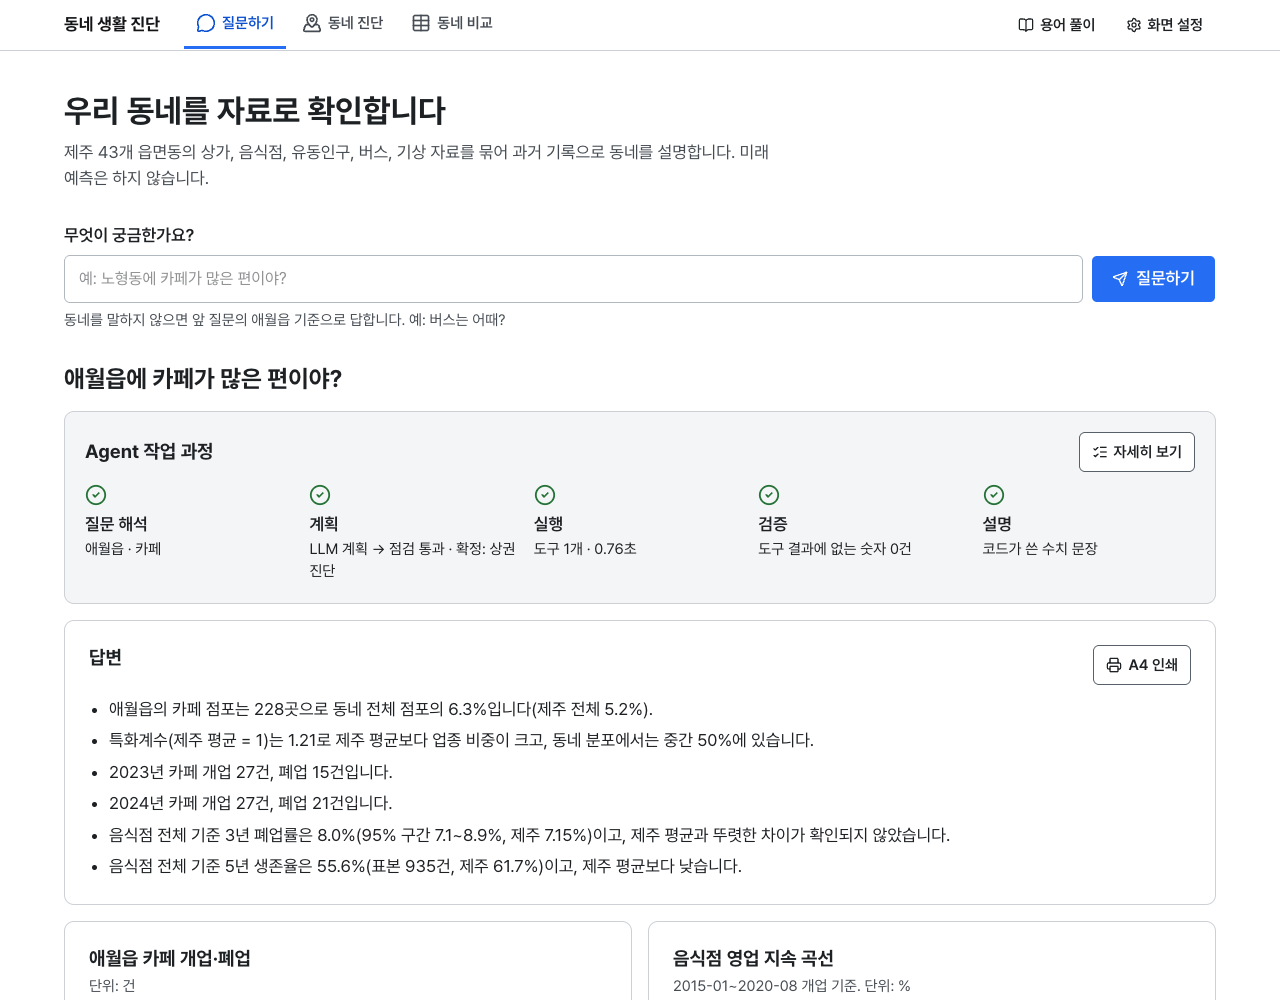 동네 생활 진단
질문하기
동네 진단
동네 비교
용어 풀이
화면 설정
우리 동네를 자료로 확인합니다
제주 43개 읍면동의 상가, 음식점, 유동인구, 버스, 기상 자료를 묶어 과거 기록으로 동네를 설명합니다. 미래
예측은 하지 않습니다.
무엇이 궁금한가요?
예: 노형동에 카페가 많은 편이야?
질문하기
동네를 말하지 않으면 앞 질문의 애월읍 기준으로 답합니다. 예: 버스는 어때?
애월읍에 카페가 많은 편이야?
Agent 작업 과정
자세히 보기
질문 해석
애월읍 · 카페
계획
LLM 계획 → 점검 통과 · 확정: 상권
진단
실행
도구 1개 · 0.76초
검증
도구 결과에 없는 숫자 0건
설명
코드가 쓴 수치 문장
답변
A4 인쇄
• 애월읍의 카페 점포는 228곳으로 동네 전체 점포의 6.3%입니다(제주 전체 5.2%).
• 특화계수(제주 평균 = 1)는 1.21로 제주 평균보다 업종 비중이 크고, 동네 분포에서는 중간 50%에 있습니다.
• 2023년 카페 개업 27건, 폐업 15건입니다.
• 2024년 카페 개업 27건, 폐업 21건입니다.
• 음식점 전체 기준 3년 폐업률은 8.0%(95% 구간 7.1~8.9%, 제주 7.15%)이고, 제주 평균과 뚜렷한 차이가 확인되지 않았습니다.
• 음식점 전체 기준 5년 생존율은 55.6%(표본 935건, 제주 61.7%)이고, 제주 평균보다 낮습니다.
애월읍 카페 개업·폐업
단위: 건
음식점 영업 지속 곡선
2015-01~2020-08 개업 기준. 단위: %